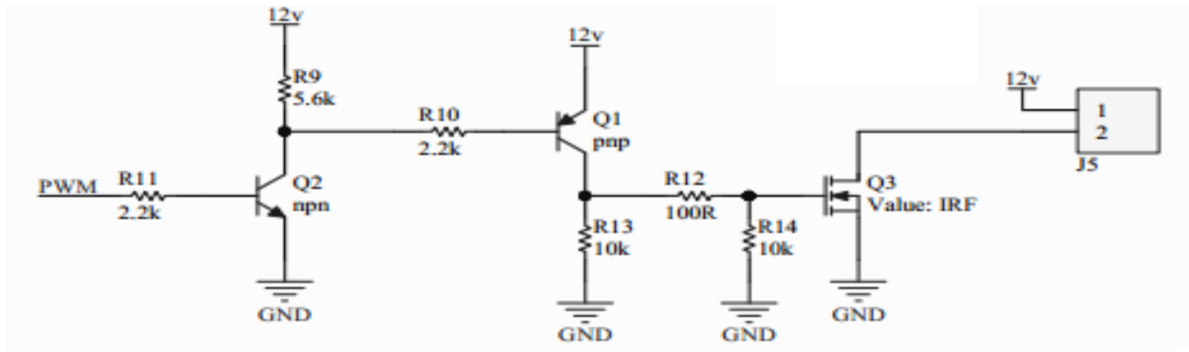 12v
R9
5.6k
R10
2.2k
12v
Q1
pnp
12v
1
2
J5
PWM
R11
2.2k
Q2
npn
R12
100R
Q3
Value: IRF
R13
10k
R14
10k
GND
GND
GND
GND